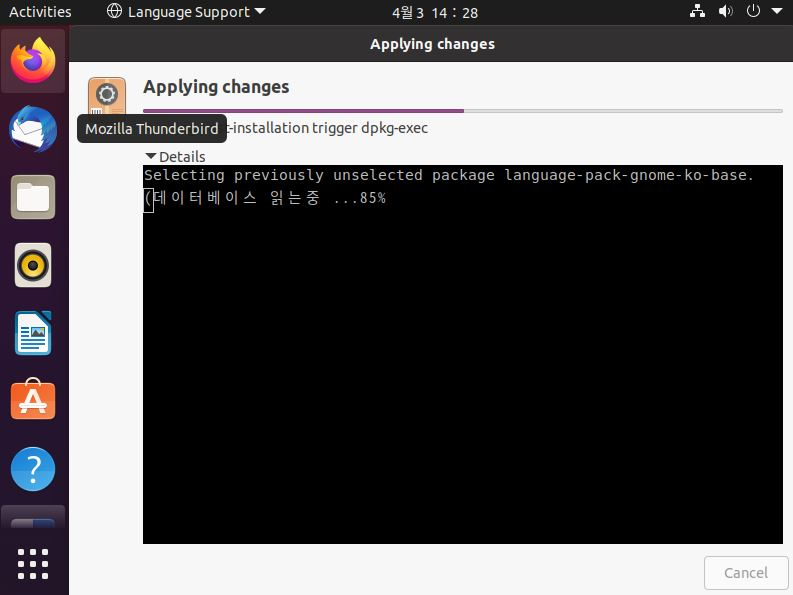 Activities Language Support 4월 3 14：28
Applying changes
Applying changes
Mozilla Thunderbird
t-installation trigger dpkg-exec
Details
Selecting previously unselected package language-pack-gnome-ko-base.
(데이터베이스 읽는중 ...85%
Cancel